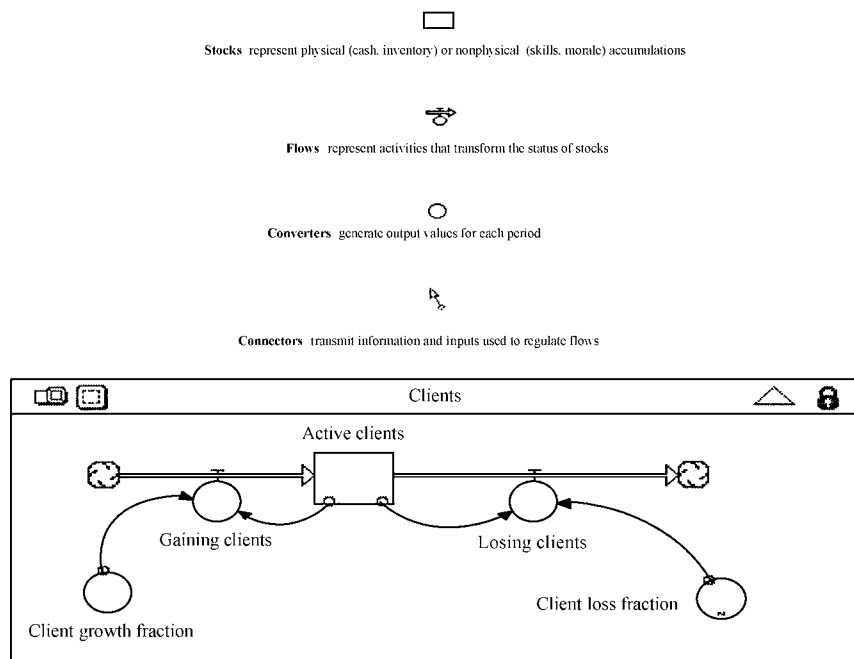 Stocks represent physical (cash, inventory) or nonphysical (skills, morale) accumulations
Flows represent activities that transform the status of stocks
Converters generate output values for each period
Connectors transmit information and inputs used to regulate flows
Clients
Active clients
Gaining clients
Losing clients
Client growth fraction
Client loss fraction
~